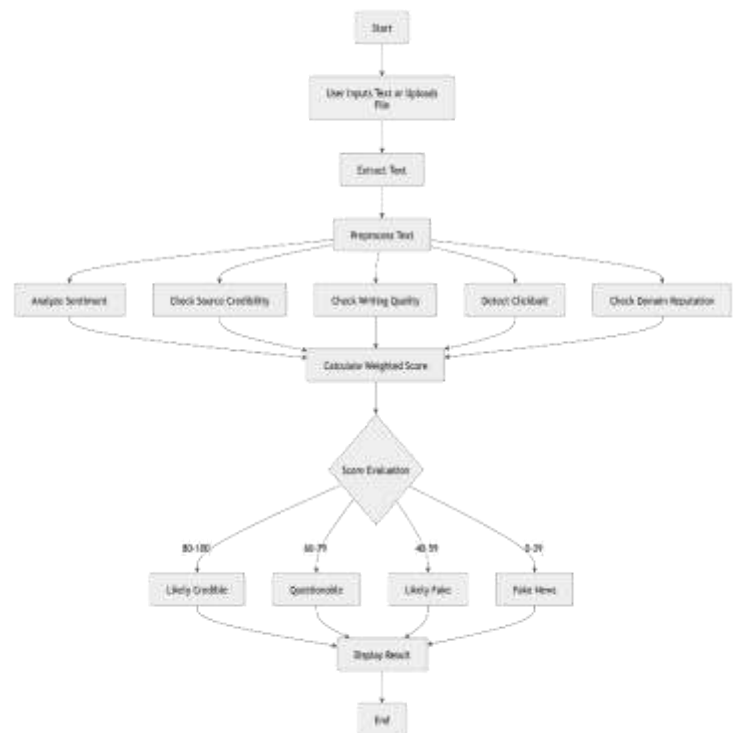 Start
User Inputs Text or Uploads
File
Extract Text
Preprocess Text
Analyze Sentiment
Check Source Credibility
Check Writing Quality
Detect Clickbait
Check Domain Reputation
Calculate Weighted Score
Score Evaluation
80-100
60-79
40-59
0-39
Likely Credible
Questionable
Likely Fake
Fake News
Display Result
End